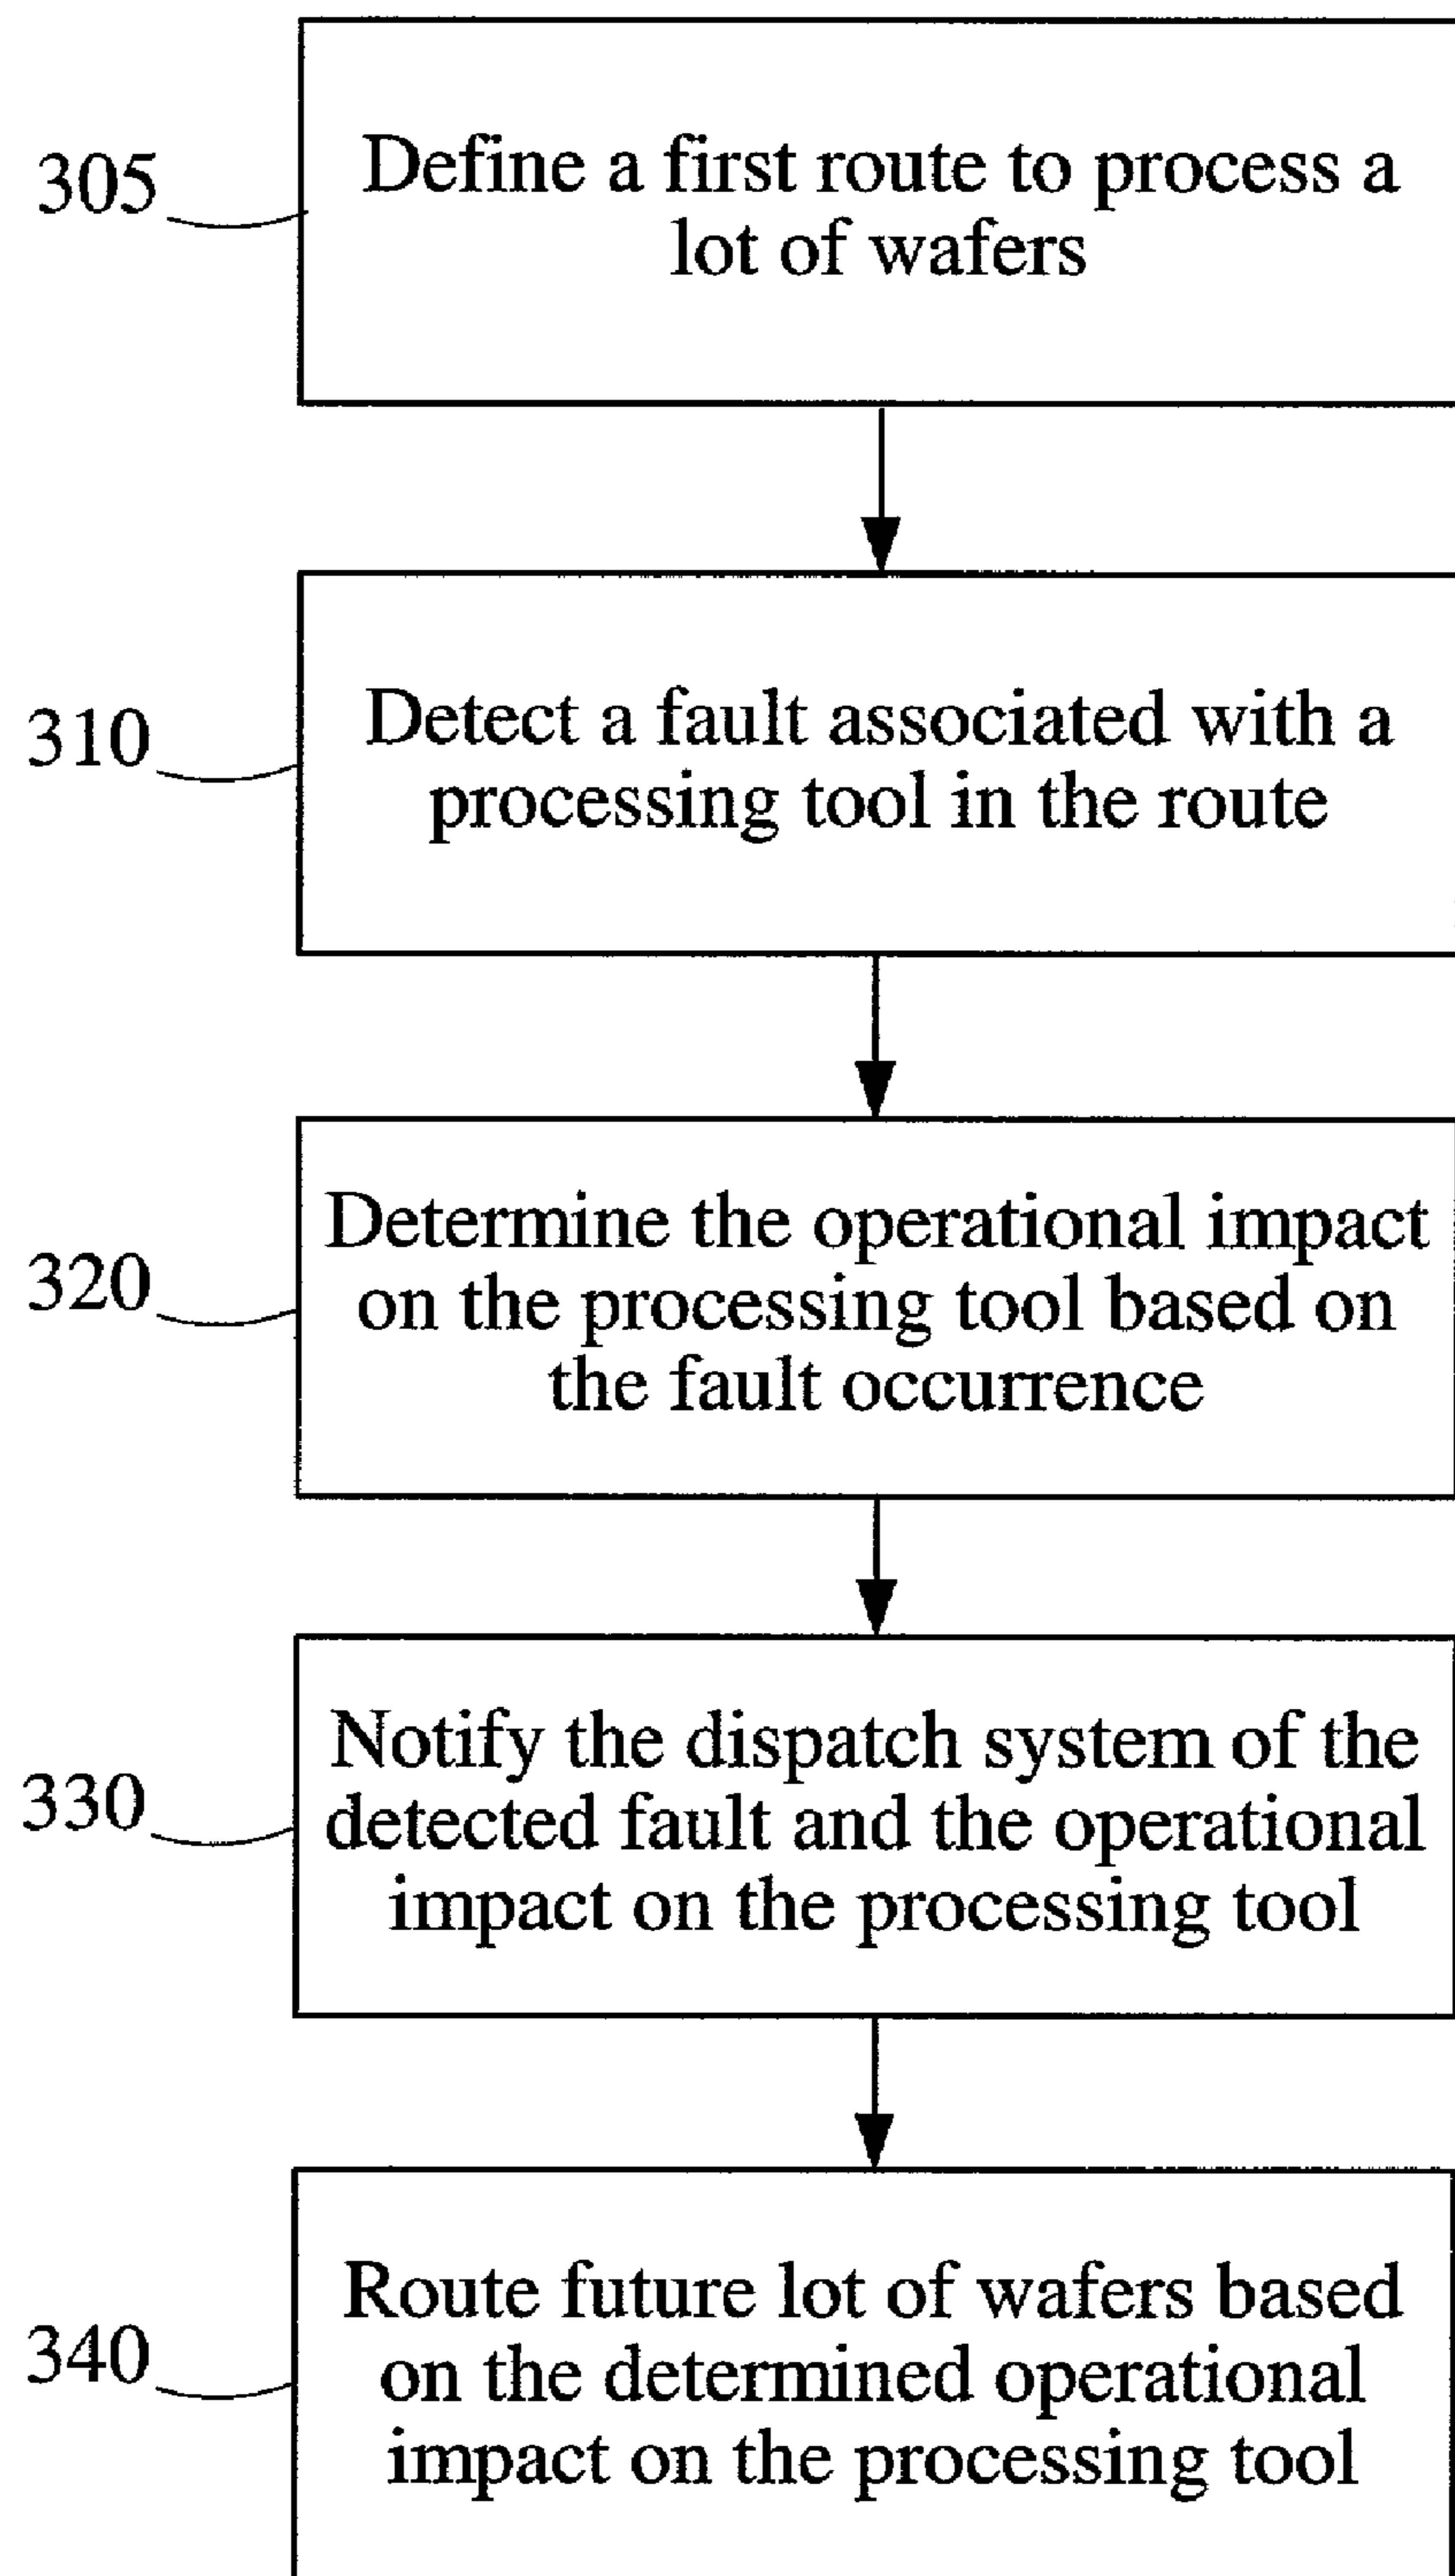 305
Define a first route to process a
lot of wafers
310
Detect a fault associated with a
processing tool in the route
320
Determine the operational impact
on the processing tool based on
the fault occurrence
330
Notify the dispatch system of the
detected fault and the operational
impact on the processing tool
340
Route future lot of wafers based
on the determined operational
impact on the processing tool